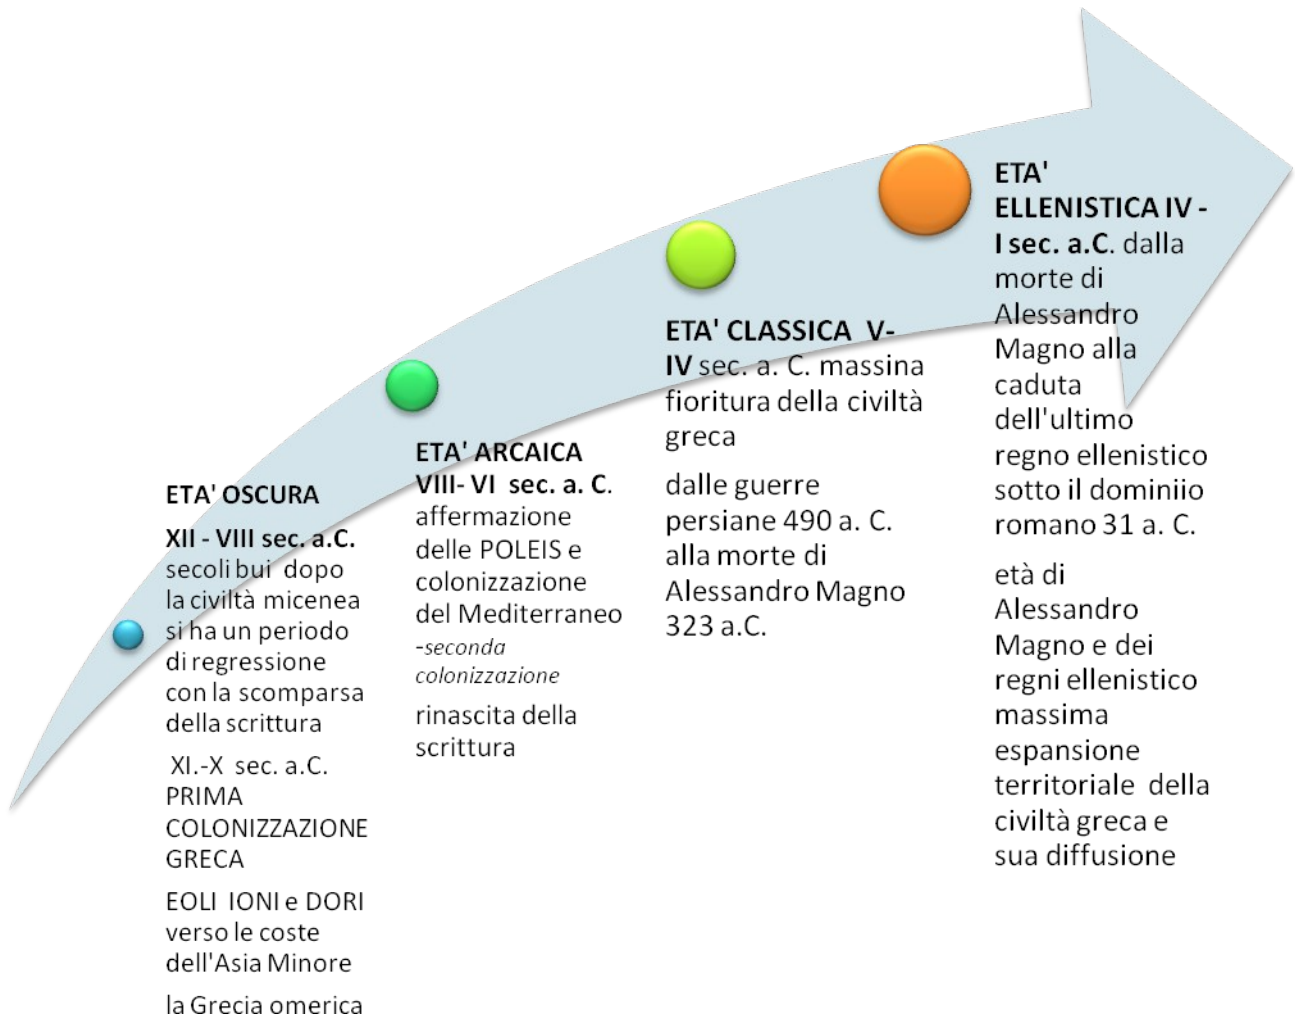 ETA' OSCURA
XII - VIII sec. a.C.
secoli bui dopo
la civiltà micenea
si ha un periodo
di regressione
con la scomparsa
della scrittura
XI.-X sec. a.C.
PRIMA
COLONIZZAZIONE
GRECA
EOLI IONI e DORI
verso le coste
dell'Asia Minore
la Grecia omerica
ETA' ARCAICA
VIII- VI sec. a. C.
affermazione
delle POLEIS e
colonizzazione
del Mediterraneo
-seconda
colonizzazione
rinascita della
scrittura
ETA' CLASSICA V-
IV sec. a. C. massina
fioritura della civiltà
greca
dalle guerre
persiane 490 a. C.
alla morte di
Alessandro Magno
323 a.C.
ETA'
ELLENISTICA IV -
I sec. a.C. dalla
morte di
Alessandro
Magno alla
caduta
dell'ultimo
regno ellenistico
sotto il dominiio
romano 31 a. C.
età di
Alessandro
Magno e dei
regni ellenistico
massima
espansione
territoriale della
civiltà greca e
sua diffusione